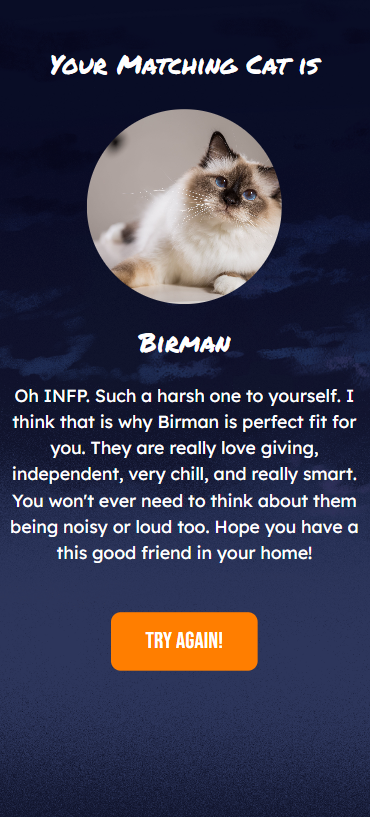 Your Matching Cat is
Birman
Oh INFP. Such a harsh one to yourself. I
think that is why Birman is perfect fit for
you. They are really love giving,
independent, very chill, and really smart.
You won't ever need to think about them
being noisy or loud too. Hope you have a
this good friend in your home!
TRY AGAIN!